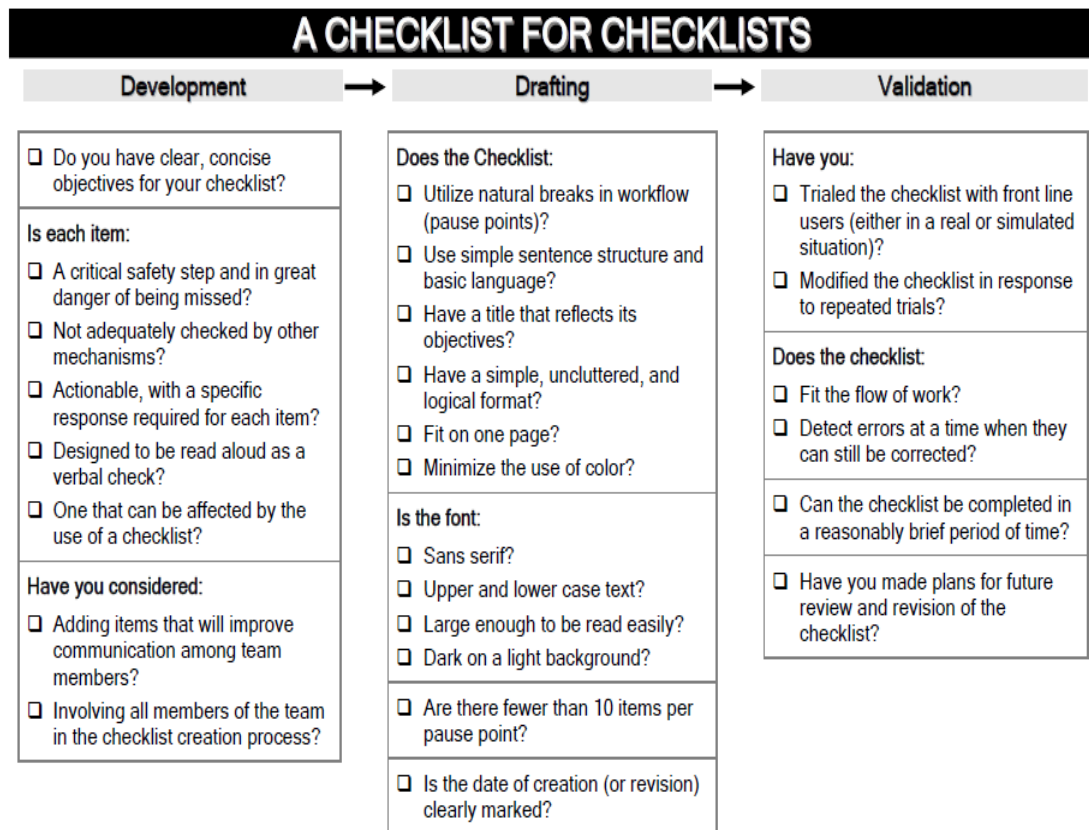 A CHECKLIST FOR CHECKLISTS
Development
Drafting
Validation
❑ Do you have clear, concise
objectives for your checklist?
Is each item:
❑ A critical safety step and in great
danger of being missed?
❑ Not adequately checked by other
mechanisms?
❑ Actionable, with a specific
response required for each item?
❑ Designed to be read aloud as a
verbal check?
❑ One that can be affected by the
use of a checklist?
Have you considered:
❑ Adding items that will improve
communication among team
members?
❑ Involving all members of the team
in the checklist creation process?
Does the Checklist:
❑ Utilize natural breaks in workflow
(pause points)?
❑ Use simple sentence structure and
basic language?
❑ Have a title that reflects its
objectives?
❑ Have a simple, uncluttered, and
logical format?
❑ Fit on one page?
❑ Minimize the use of color?
Is the font:
❑ Sans serif?
❑ Upper and lower case text?
❑ Large enough to be read easily?
❑ Dark on a light background?
❑ Are there fewer than 10 items per
pause point?
❑ Is the date of creation (or revision)
clearly marked?
Have you:
❑ Trialed the checklist with front line
users (either in a real or simulated
situation)?
❑ Modified the checklist in response
to repeated trials?
Does the checklist:
❑ Fit the flow of work?
❑ Detect errors at a time when they
can still be corrected?
❑ Can the checklist be completed in
a reasonably brief period of time?
❑ Have you made plans for future
review and revision of the
checklist?